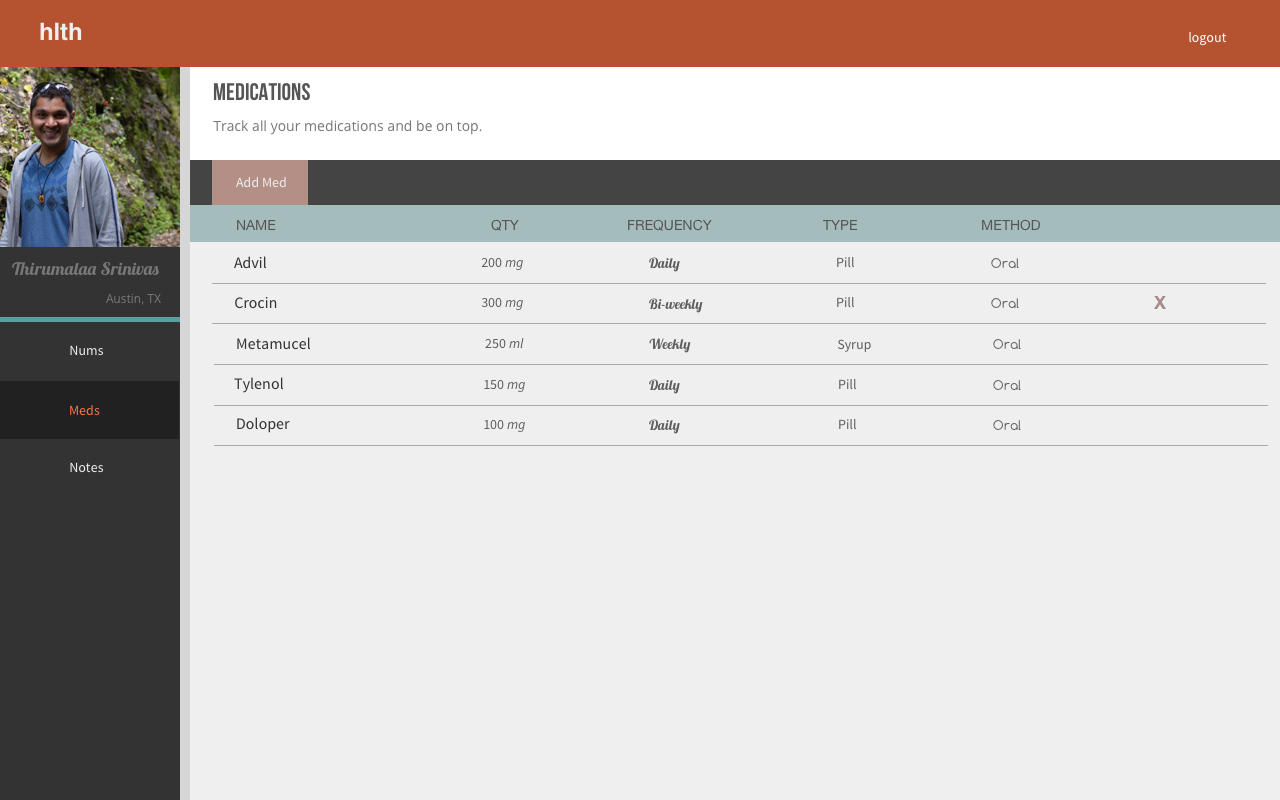 hlth
logout
MEDICATIONS
Track all your medications and be on top.
Add Med
NAME QTY FREQUENCY TYPE METHOD
Advil 200 mg Daily Pill Oral
Crocin 300 mg Bi-weekly Pill Oral X
Metamucel 250 ml Weekly Syrup Oral
Tylenol 150 mg Daily Pill Oral
Doloper 100 mg Daily Pill Oral
Thirumalaa Srinivas
Austin, TX
Nums
Meds
Notes